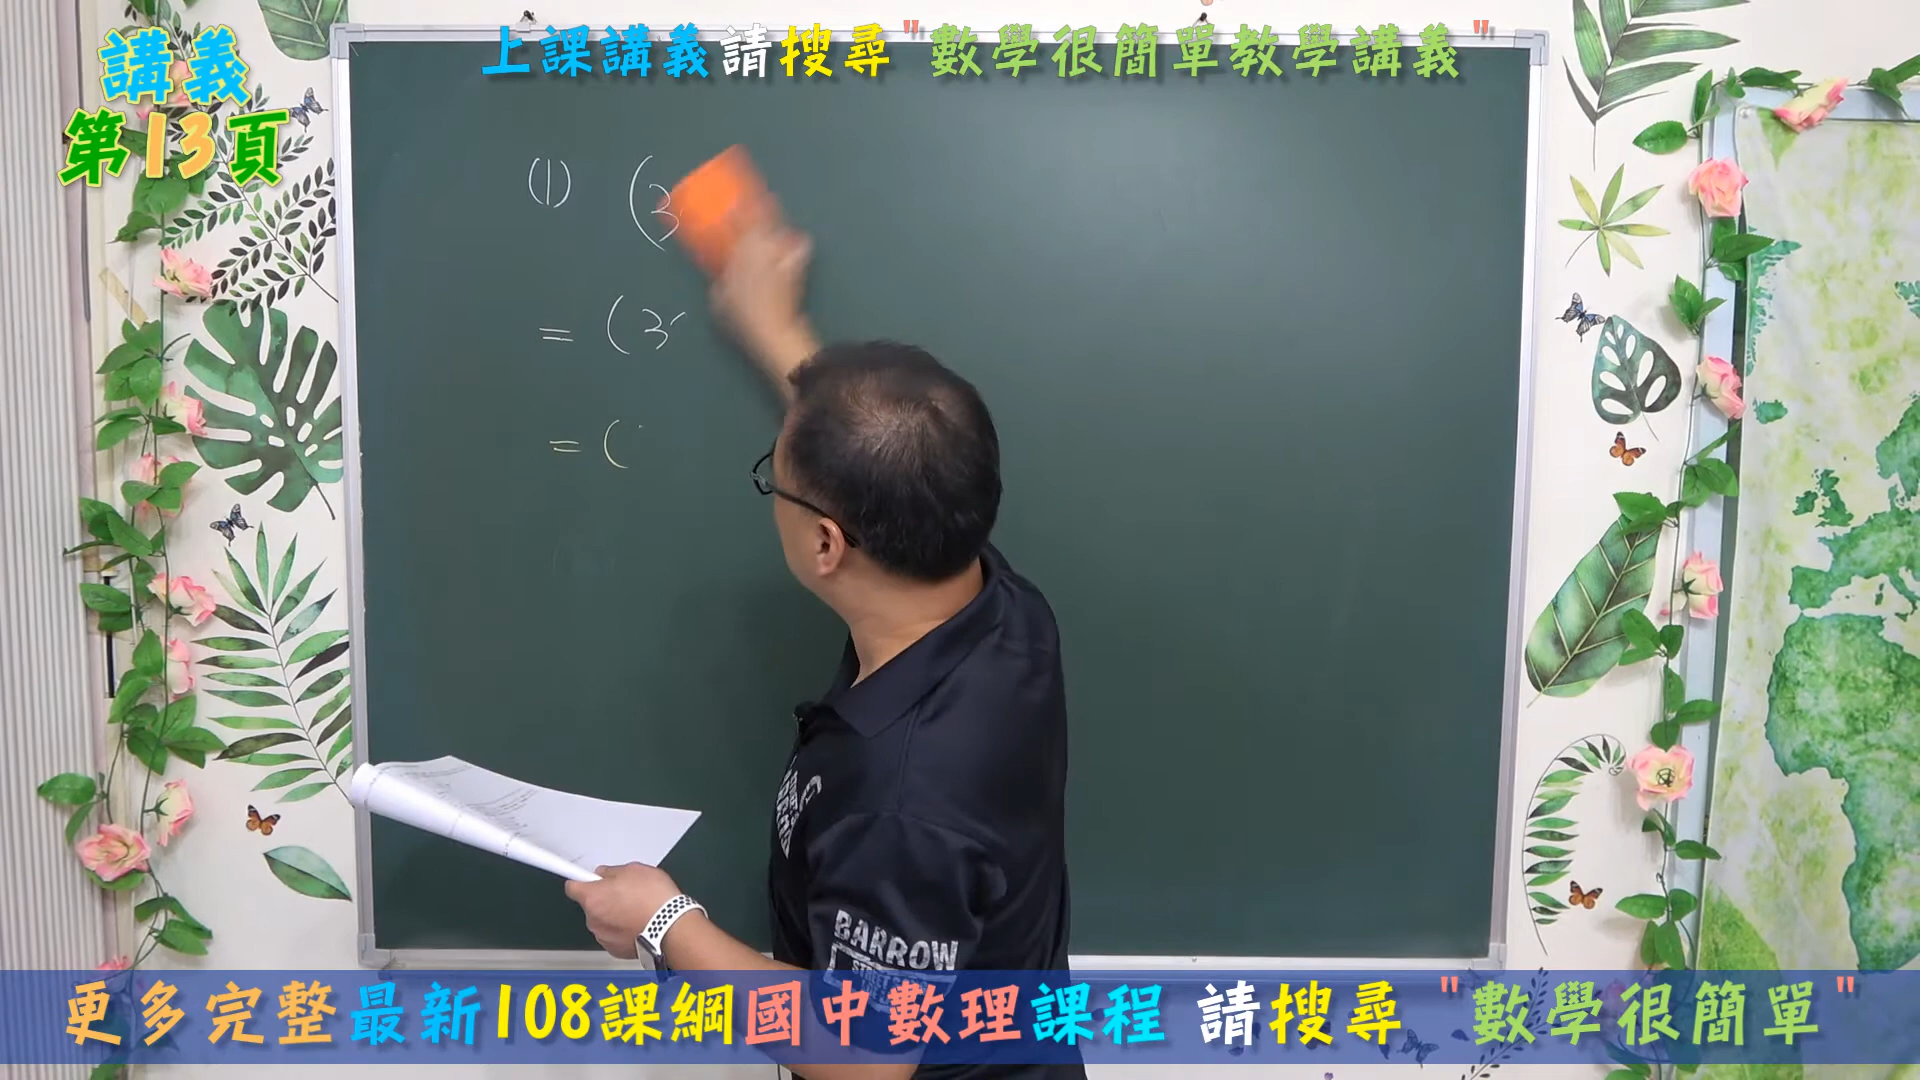 上課講義請搜尋"數學很簡單教學講義"
講義
第13頁
(1) (3
= (3
= (
BARROW
更多完整最新108課綱國中數理課程 請搜尋 "數學很簡單"